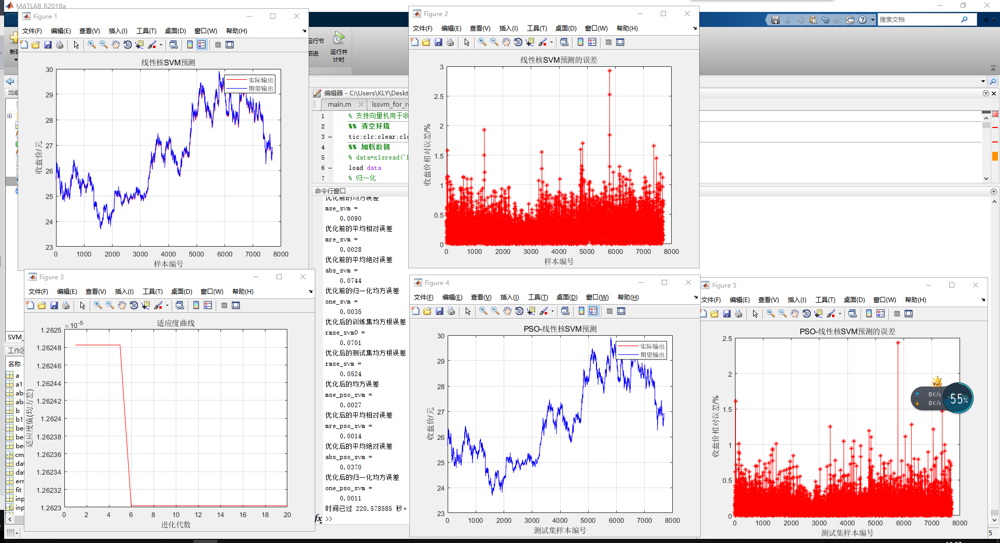 MATLAB R2018a
搜索文档
运行节
前进
运行并
计时
Figure 1
文件(F) 编辑(E) 查看(V) 插入(I) 工具(T) 桌面(D) 窗口(W) 帮助(H)
线性核SVM预测
实际输出
期望输出
30
29
28
27
26
25
24
23
收盘价/元
0 1000 2000 3000 4000 5000 6000 7000 8000
样本编号
Figure 2
文件(F) 编辑(E) 查看(V) 插入(I) 工具(T) 桌面(D) 窗口(W) 帮助(H)
线性核SVM预测的误差
3
2.5
2
1.5
1
0.5
0
收盘价相对误差/%
0 1000 2000 3000 4000 5000 6000 7000 8000
样本编号
编辑器 - C:\Users\KLY\Deskt
main.m
lssvm_for_r
1 % 支持向量机用于收
2 %% 清空环境
3 tic;clc;clear;clo
4 %% 加载数据
5 % data=xlsread('
6 load data
7 % 归一化
命令行窗口
优化前的均方误差
mse_svm =
0.0090
优化前的平均相对误差
mre_svm =
0.0028
优化前的平均绝对误差
abs_svm =
0.0744
优化前的归一化均方误差
one_svm =
0.0035
优化后的训练集均方根误差
rmse_svm0 =
0.0701
优化后的测试集均方根误差
rmse_svm =
0.0524
优化后的均方误差
mse_pso_svm =
0.0027
优化后的平均相对误差
mre_pso_svm =
0.0014
优化后的平均绝对误差
abs_pso_svm =
0.0370
优化后的归一化均方误差
one_pso_svm =
0.0011
时间已过 220.578585 秒。
fx >>
Figure 3
文件(F) 编辑(E) 查看(V) 插入(I) 工具(T) 桌面(D) 窗口(W) 帮助(H)
适应度曲线
×10-5
1.2625
1.26248
1.26246
1.26244
1.26242
1.2624
1.26238
1.26236
1.26234
1.26232
1.2623
适应度值(均方差)
0 2 4 6 8 10 12 14 16 18 20
进化代数
Figure 4
文件(F) 编辑(E) 查看(V) 插入(I) 工具(T) 桌面(D) 窗口(W) 帮助(H)
PSO-线性核SVM预测
实际输出
期望输出
30
29
28
27
26
25
24
23
收盘价/元
0 1000 2000 3000 4000 5000 6000 7000 8000
测试集样本编号
Figure 5
文件(F) 编辑(E) 查看(V) 插入(I) 工具(T) 桌面(D) 窗口(W) 帮助(H)
PSO-线性核SVM预测的误差
2.5
2
1.5
1
0.5
0
收盘价相对误差/%
0 1000 2000 3000 4000 5000 6000 7000 8000
测试集样本编号
VIP
0K/s
0K/s
55%
新建
当前
SVM_
工作区
名称
a
a1
ab
ab
b
b1
be
be
be
cm
dat
dat
err
fit
inp
inp
5